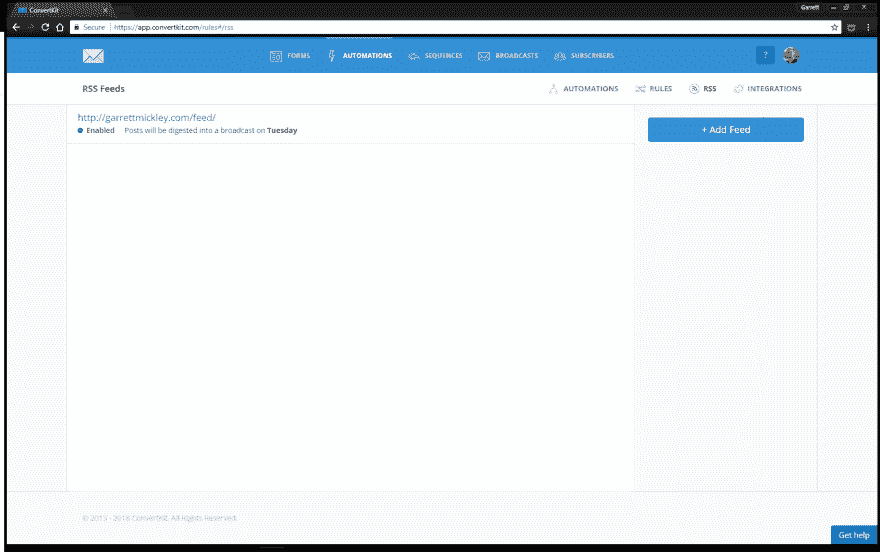 ConvertKit
Garrett
Secure https://app.convertkit.com/rules#/rss
FORMS AUTOMATIONS SEQUENCES BROADCASTS SUBSCRIBERS ?
RSS Feeds AUTOMATIONS RULES RSS INTEGRATIONS
http://garrettmickley.com/feed/
Enabled Posts will be digested into a broadcast on Tuesday
+ Add Feed
© 2013 - 2018 ConvertKit. All Rights Reserved.
Get help